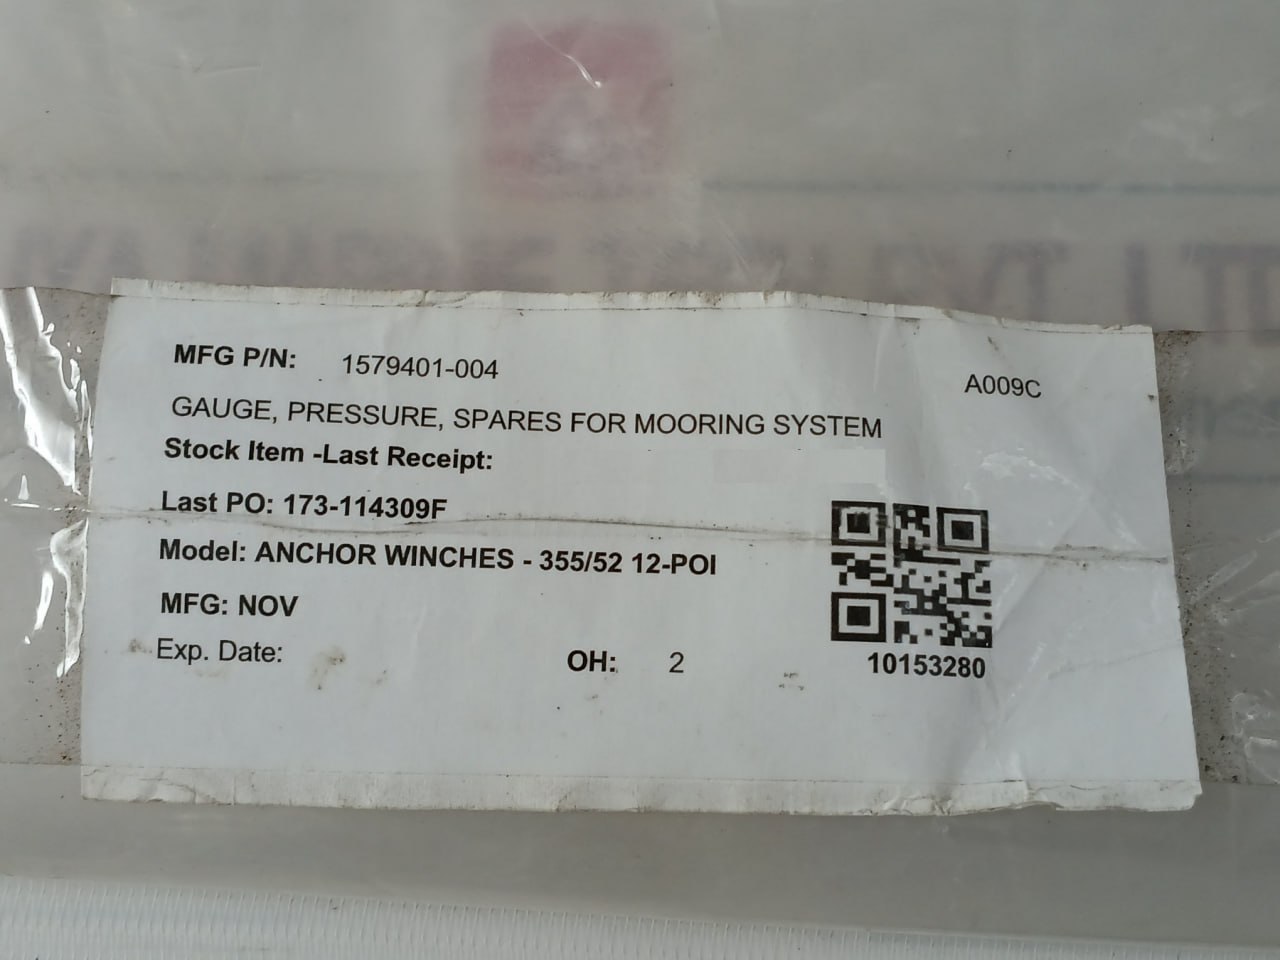 MFG P/N: 1579401-004
A009C
GAUGE, PRESSURE, SPARES FOR MOORING SYSTEM
Stock Item -Last Receipt:
Last PO: 173-114309F
Model: ANCHOR WINCHES - 355/52 12-POI
MFG: NOV
Exp. Date:
OH: 2
10153280